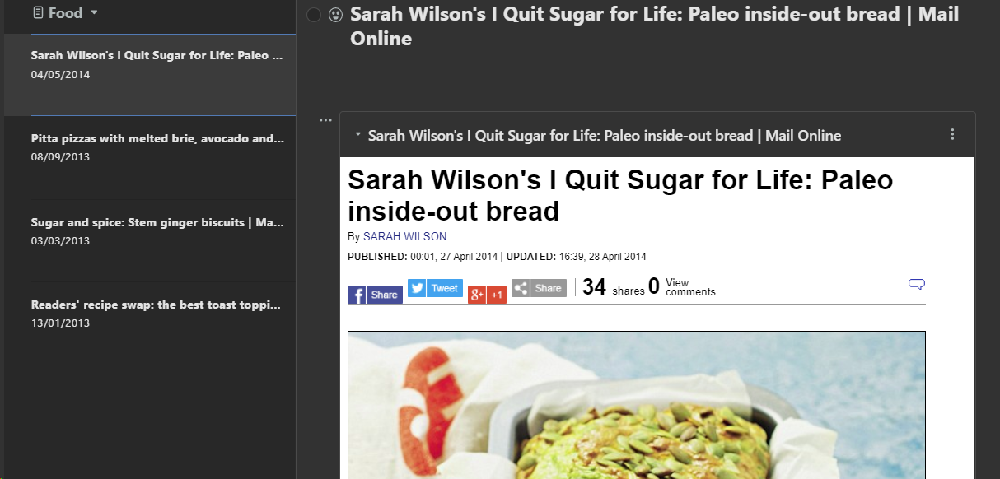 Food
Sarah Wilson's I Quit Sugar for Life: Paleo ...
04/05/2014
Pitta pizzas with melted brie, avocado and...
08/09/2013
Sugar and spice: Stem ginger biscuits | Ma...
03/03/2013
Readers' recipe swap: the best toast toppi...
13/01/2013
Sarah Wilson's I Quit Sugar for Life: Paleo inside-out bread | Mail
Online
Sarah Wilson's I Quit Sugar for Life: Paleo inside-out bread | Mail Online
Sarah Wilson's I Quit Sugar for Life: Paleo
inside-out bread
By SARAH WILSON
PUBLISHED: 00:01, 27 April 2014 | UPDATED: 16:39, 28 April 2014
f Share Tweet g+ +1 Share 34 shares 0 View
comments